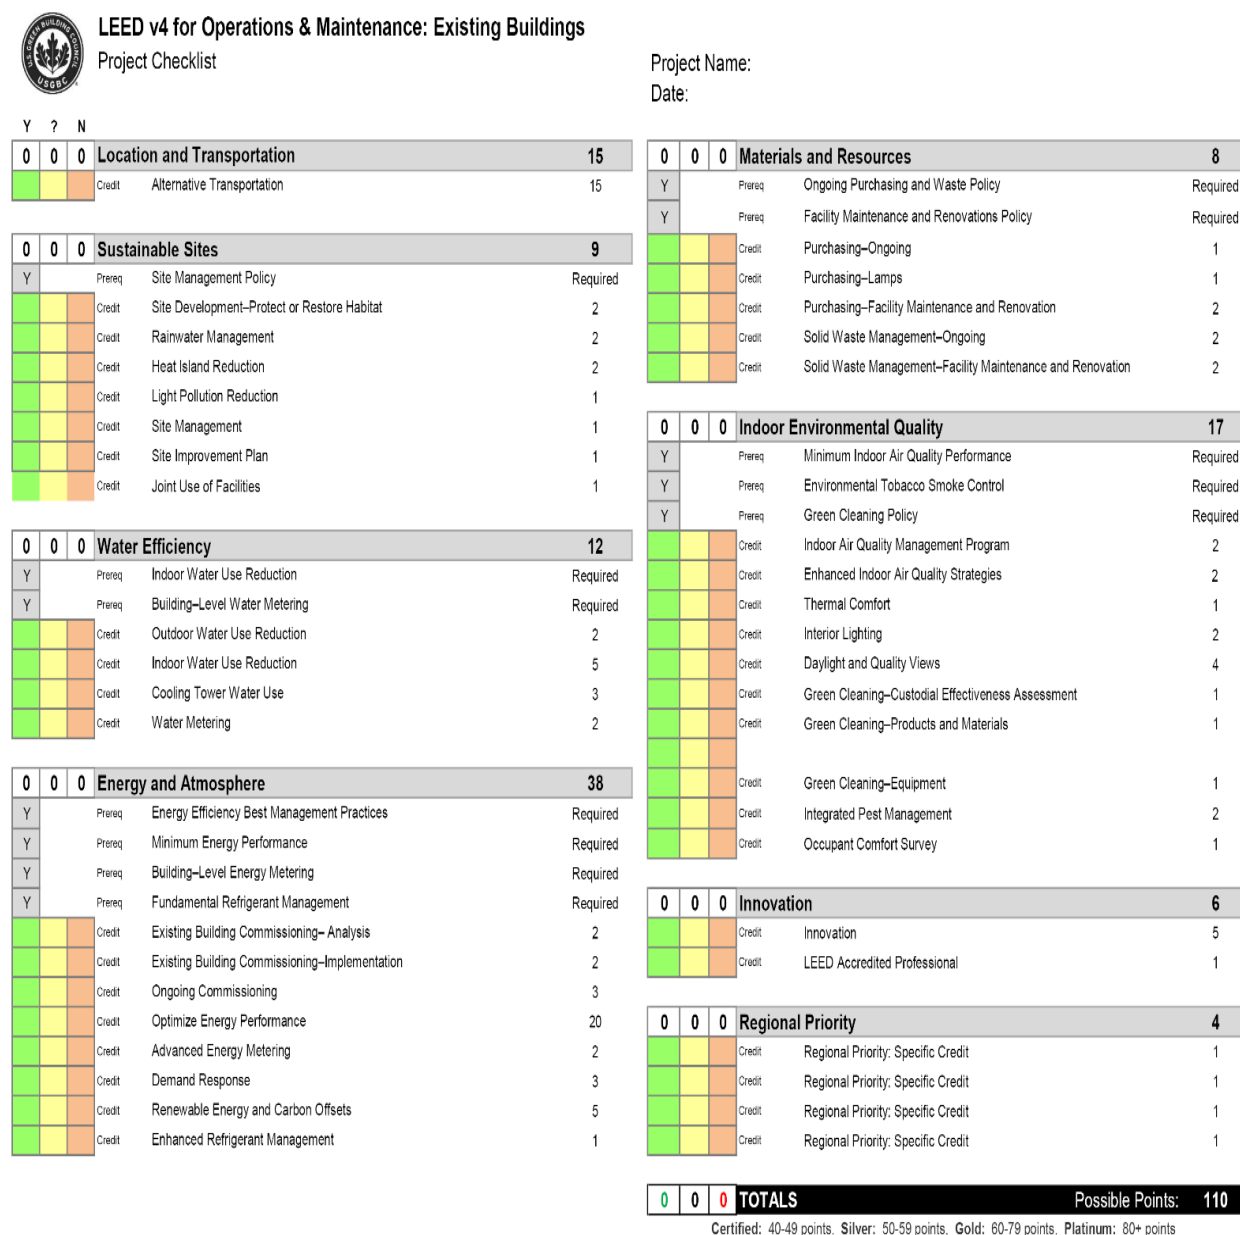 U.S. GREEN BUILDING COUNCIL
USGBC
LEED v4 for Operations & Maintenance: Existing Buildings
Project Checklist
Project Name:
Date:
Y ? N
0 0 0 Location and Transportation 15
Credit Alternative Transportation 15
0 0 0 Sustainable Sites 9
Y Prereq Site Management Policy Required
Credit Site Development–Protect or Restore Habitat 2
Credit Rainwater Management 2
Credit Heat Island Reduction 2
Credit Light Pollution Reduction 1
Credit Site Management 1
Credit Site Improvement Plan 1
Credit Joint Use of Facilities 1
0 0 0 Water Efficiency 12
Y Prereq Indoor Water Use Reduction Required
Y Prereq Building–Level Water Metering Required
Credit Outdoor Water Use Reduction 2
Credit Indoor Water Use Reduction 5
Credit Cooling Tower Water Use 3
Credit Water Metering 2
0 0 0 Energy and Atmosphere 38
Y Prereq Energy Efficiency Best Management Practices Required
Y Prereq Minimum Energy Performance Required
Y Prereq Building–Level Energy Metering Required
Y Prereq Fundamental Refrigerant Management Required
Credit Existing Building Commissioning– Analysis 2
Credit Existing Building Commissioning–Implementation 2
Credit Ongoing Commissioning 3
Credit Optimize Energy Performance 20
Credit Advanced Energy Metering 2
Credit Demand Response 3
Credit Renewable Energy and Carbon Offsets 5
Credit Enhanced Refrigerant Management 1
0 0 0 Materials and Resources 8
Y Prereq Ongoing Purchasing and Waste Policy Required
Y Prereq Facility Maintenance and Renovations Policy Required
Credit Purchasing–Ongoing 1
Credit Purchasing–Lamps 1
Credit Purchasing–Facility Maintenance and Renovation 2
Credit Solid Waste Management–Ongoing 2
Credit Solid Waste Management–Facility Maintenance and Renovation 2
0 0 0 Indoor Environmental Quality 17
Y Prereq Minimum Indoor Air Quality Performance Required
Y Prereq Environmental Tobacco Smoke Control Required
Y Prereq Green Cleaning Policy Required
Credit Indoor Air Quality Management Program 2
Credit Enhanced Indoor Air Quality Strategies 2
Credit Thermal Comfort 1
Credit Interior Lighting 2
Credit Daylight and Quality Views 4
Credit Green Cleaning–Custodial Effectiveness Assessment 1
Credit Green Cleaning–Products and Materials 1
Credit Green Cleaning–Equipment 1
Credit Integrated Pest Management 2
Credit Occupant Comfort Survey 1
0 0 0 Innovation 6
Credit Innovation 5
Credit LEED Accredited Professional 1
0 0 0 Regional Priority 4
Credit Regional Priority: Specific Credit 1
Credit Regional Priority: Specific Credit 1
Credit Regional Priority: Specific Credit 1
Credit Regional Priority: Specific Credit 1
0 0 0 TOTALS Possible Points: 110
Certified: 40-49 points, Silver: 50-59 points, Gold: 60-79 points, Platinum: 80+ points